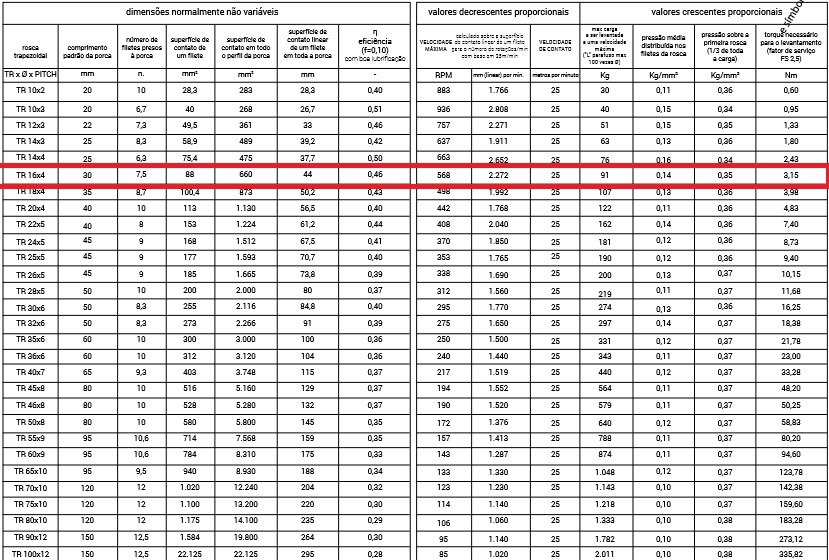 dimensões normalmente não variáveis
valores decrescentes proporcionais
valores crescentes proporcionais
rosca trapezoidal | comprimento padrão da porca | número de filetes presos à porca | superfície de contato de um filete | superfície de contato em todo o perfil da porca | superfície de contato linear de um filete em toda a porca | η eficiência (f=0,10) com boa lubrificação | VELOCIDADE MÁXIMA | VELOCIDADE DE CONTATO | max carga a ser levantada a uma velocidade máxima | pressão média distribuída nos filetes da rosca | pressão sobre a primeira rosca (1/3 de toda a carga) | torque necessário para o levantamento (fator de serviço FS 2,5)
TR x Ø x PITCH | mm | n. | mm² | mm² | mm | - | RPM | mm (linear) por min. | metros por minuto | Kg | Kg/mm² | Kg/mm² | Nm
TR 10x2 | 20 | 10 | 28,3 | 283 | 28,3 | 0,40 | 883 | 1.766 | 25 | 30 | 0,11 | 0,36 | 0,60
TR 10x3 | 20 | 6,7 | 40 | 268 | 26,7 | 0,51 | 936 | 2.808 | 25 | 40 | 0,15 | 0,34 | 0,95
TR 12x3 | 22 | 7,3 | 49,5 | 361 | 33 | 0,46 | 757 | 2.271 | 25 | 51 | 0,15 | 0,35 | 1,33
TR 14x3 | 25 | 8,3 | 58,9 | 489 | 39,2 | 0,42 | 637 | 1.911 | 25 | 63 | 0,13 | 0,36 | 1,80
TR 14x4 | 25 | 6,3 | 75,4 | 475 | 37,7 | 0,50 | 663 | 2.652 | 25 | 76 | 0,16 | 0,34 | 2,43
TR 16x4 | 30 | 7,5 | 88 | 660 | 44 | 0,46 | 568 | 2.272 | 25 | 91 | 0,14 | 0,35 | 3,15
TR 18x4 | 35 | 8,7 | 100,4 | 873 | 50,2 | 0,43 | 498 | 1.992 | 25 | 107 | 0,13 | 0,36 | 3,98
TR 20x4 | 40 | 10 | 113 | 1.130 | 56,5 | 0,40 | 442 | 1.768 | 25 | 122 | 0,11 | 0,36 | 4,83
TR 22x5 | 40 | 8 | 153 | 1.224 | 61,2 | 0,44 | 408 | 2.040 | 25 | 162 | 0,14 | 0,36 | 7,40
TR 24x5 | 45 | 9 | 168 | 1.512 | 67,5 | 0,41 | 370 | 1.850 | 25 | 181 | 0,12 | 0,36 | 8,73
TR 25x5 | 45 | 9 | 177 | 1.593 | 70,7 | 0,40 | 353 | 1.765 | 25 | 190 | 0,12 | 0,36 | 9,40
TR 26x5 | 45 | 9 | 185 | 1.665 | 73,8 | 0,39 | 338 | 1.690 | 25 | 200 | 0,13 | 0,37 | 10,15
TR 28x5 | 50 | 10 | 200 | 2.000 | 80 | 0,37 | 312 | 1.560 | 25 | 219 | 0,11 | 0,37 | 11,68
TR 30x6 | 50 | 8,3 | 255 | 2.116 | 84,8 | 0,40 | 295 | 1.770 | 25 | 274 | 0,13 | 0,36 | 16,25
TR 32x6 | 50 | 8,3 | 273 | 2.266 | 91 | 0,39 | 275 | 1.650 | 25 | 297 | 0,14 | 0,37 | 18,38
TR 35x6 | 60 | 10 | 300 | 3.000 | 100 | 0,36 | 250 | 1.500 | 25 | 331 | 0,12 | 0,37 | 21,78
TR 36x6 | 60 | 10 | 312 | 3.120 | 104 | 0,36 | 240 | 1.440 | 25 | 343 | 0,11 | 0,37 | 23,00
TR 40x7 | 65 | 9,3 | 403 | 3.748 | 115 | 0,37 | 217 | 1.519 | 25 | 440 | 0,12 | 0,37 | 33,28
TR 45x8 | 80 | 10 | 516 | 5.160 | 129 | 0,37 | 194 | 1.552 | 25 | 564 | 0,11 | 0,37 | 48,20
TR 46x8 | 80 | 10 | 528 | 5.280 | 132 | 0,37 | 190 | 1.520 | 25 | 579 | 0,11 | 0,37 | 50,25
TR 50x8 | 80 | 10 | 580 | 5.800 | 145 | 0,35 | 172 | 1.376 | 25 | 640 | 0,12 | 0,37 | 58,83
TR 55x9 | 95 | 10,6 | 714 | 7.568 | 159 | 0,35 | 157 | 1.413 | 25 | 788 | 0,11 | 0,37 | 80,20
TR 60x9 | 95 | 10,6 | 784 | 8.310 | 175 | 0,33 | 143 | 1.287 | 25 | 874 | 0,11 | 0,37 | 94,60
TR 65x10 | 95 | 9,5 | 940 | 8.930 | 188 | 0,34 | 133 | 1.330 | 25 | 1.048 | 0,12 | 0,37 | 123,78
TR 70x10 | 120 | 12 | 1.020 | 12.240 | 204 | 0,32 | 123 | 1.230 | 25 | 1.143 | 0,10 | 0,37 | 142,38
TR 75x10 | 120 | 12 | 1.100 | 13.200 | 220 | 0,30 | 114 | 1.140 | 25 | 1.218 | 0,10 | 0,37 | 159,60
TR 80x10 | 120 | 12 | 1.175 | 14.100 | 235 | 0,29 | 106 | 1.060 | 25 | 1.333 | 0,10 | 0,38 | 183,28
TR 90x12 | 150 | 12,5 | 1.584 | 19.800 | 264 | 0,30 | 95 | 1.140 | 25 | 1.782 | 0,10 | 0,38 | 273,12
TR 100x12 | 150 | 12,5 | 22.125 | 22.125 | 295 | 0,28 | 85 | 1.020 | 25 | 2.011 | 0,10 | 0,38 | 335,82